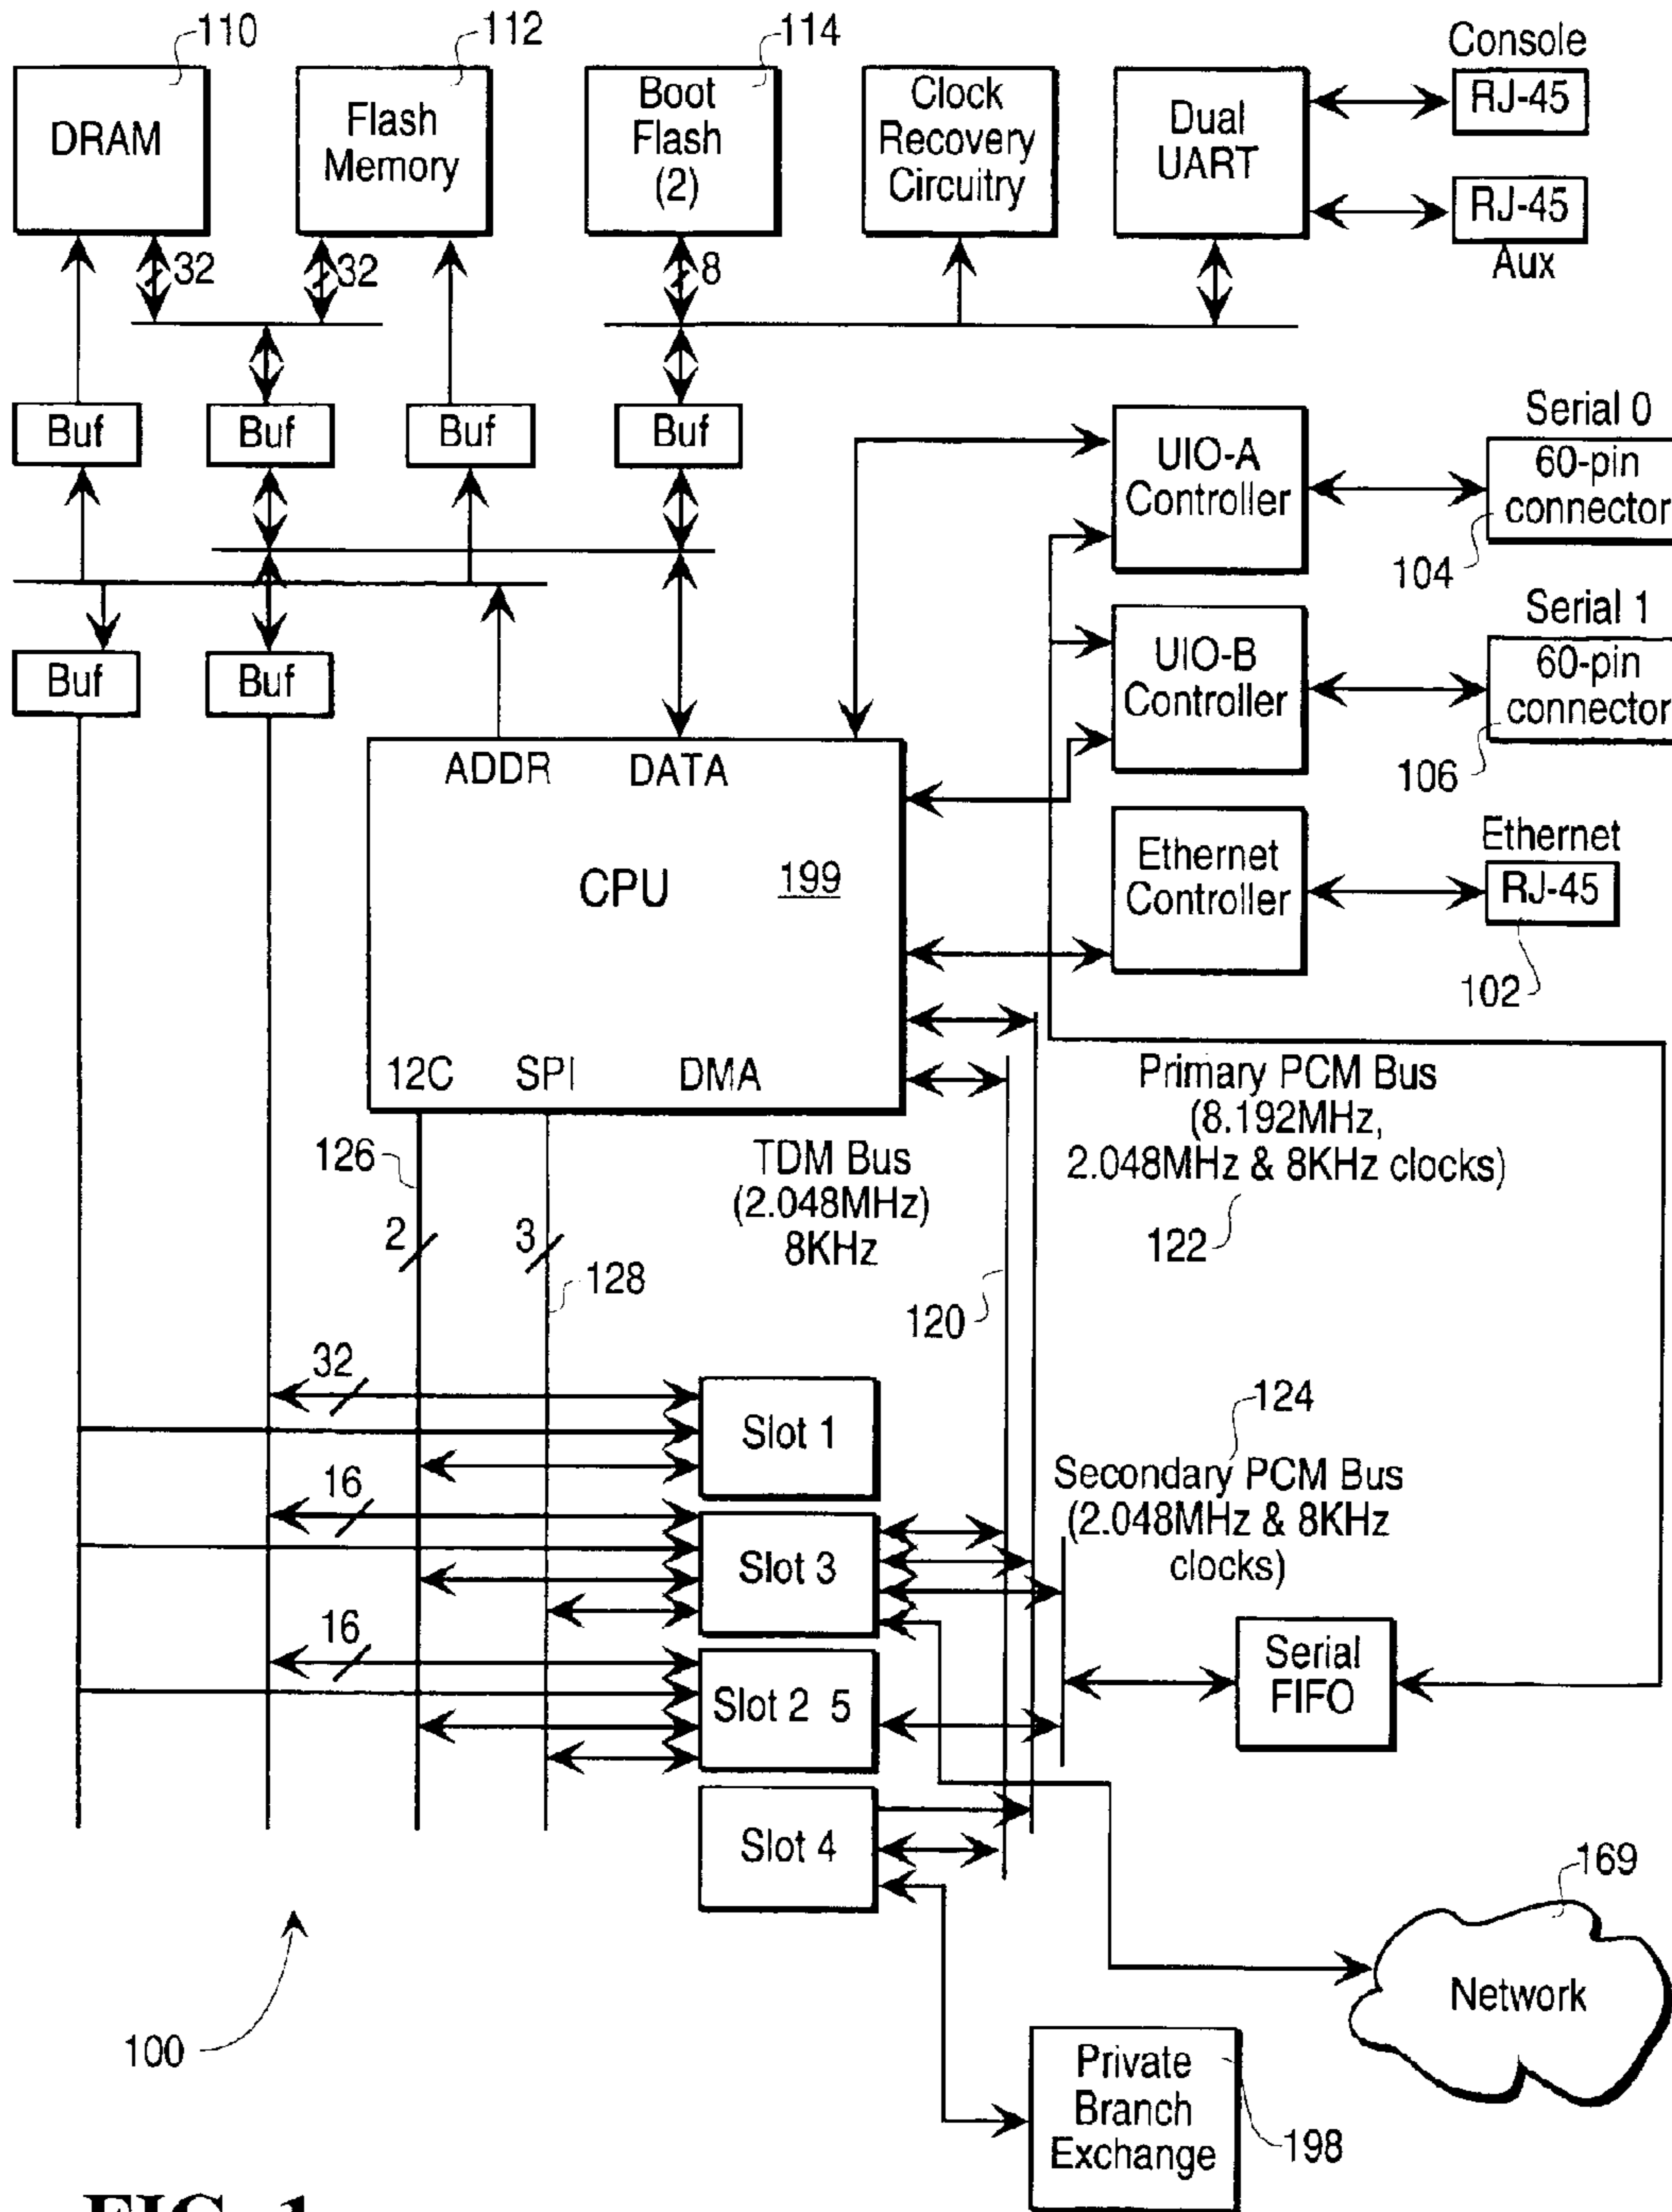 110
112
114
Console
DRAM
Flash
Memory
Boot
Flash
(2)
Clock
Recovery
Circuitry
Dual
UART
RJ-45
RJ-45
Aux
32
32
8
Buf
Buf
Buf
Buf
UIO-A
Controller
Serial 0
60-pin
connector
104
Buf
Buf
UIO-B
Controller
Serial 1
60-pin
connector
106
ADDR
DATA
CPU
199
Ethernet
Controller
Ethernet
RJ-45
102
12C
SPI
DMA
Primary PCM Bus
(8.192MHz,
2.048MHz & 8KHz clocks)
122
126
TDM Bus
(2.048MHz)
8KHz
2
3
128
120
32
Slot 1
124
Secondary PCM Bus
(2.048MHz & 8KHz
clocks)
16
Slot 3
16
Slot 2 5
Serial
FIFO
Slot 4
169
Network
100
Private
Branch
Exchange
198
FIG. 1